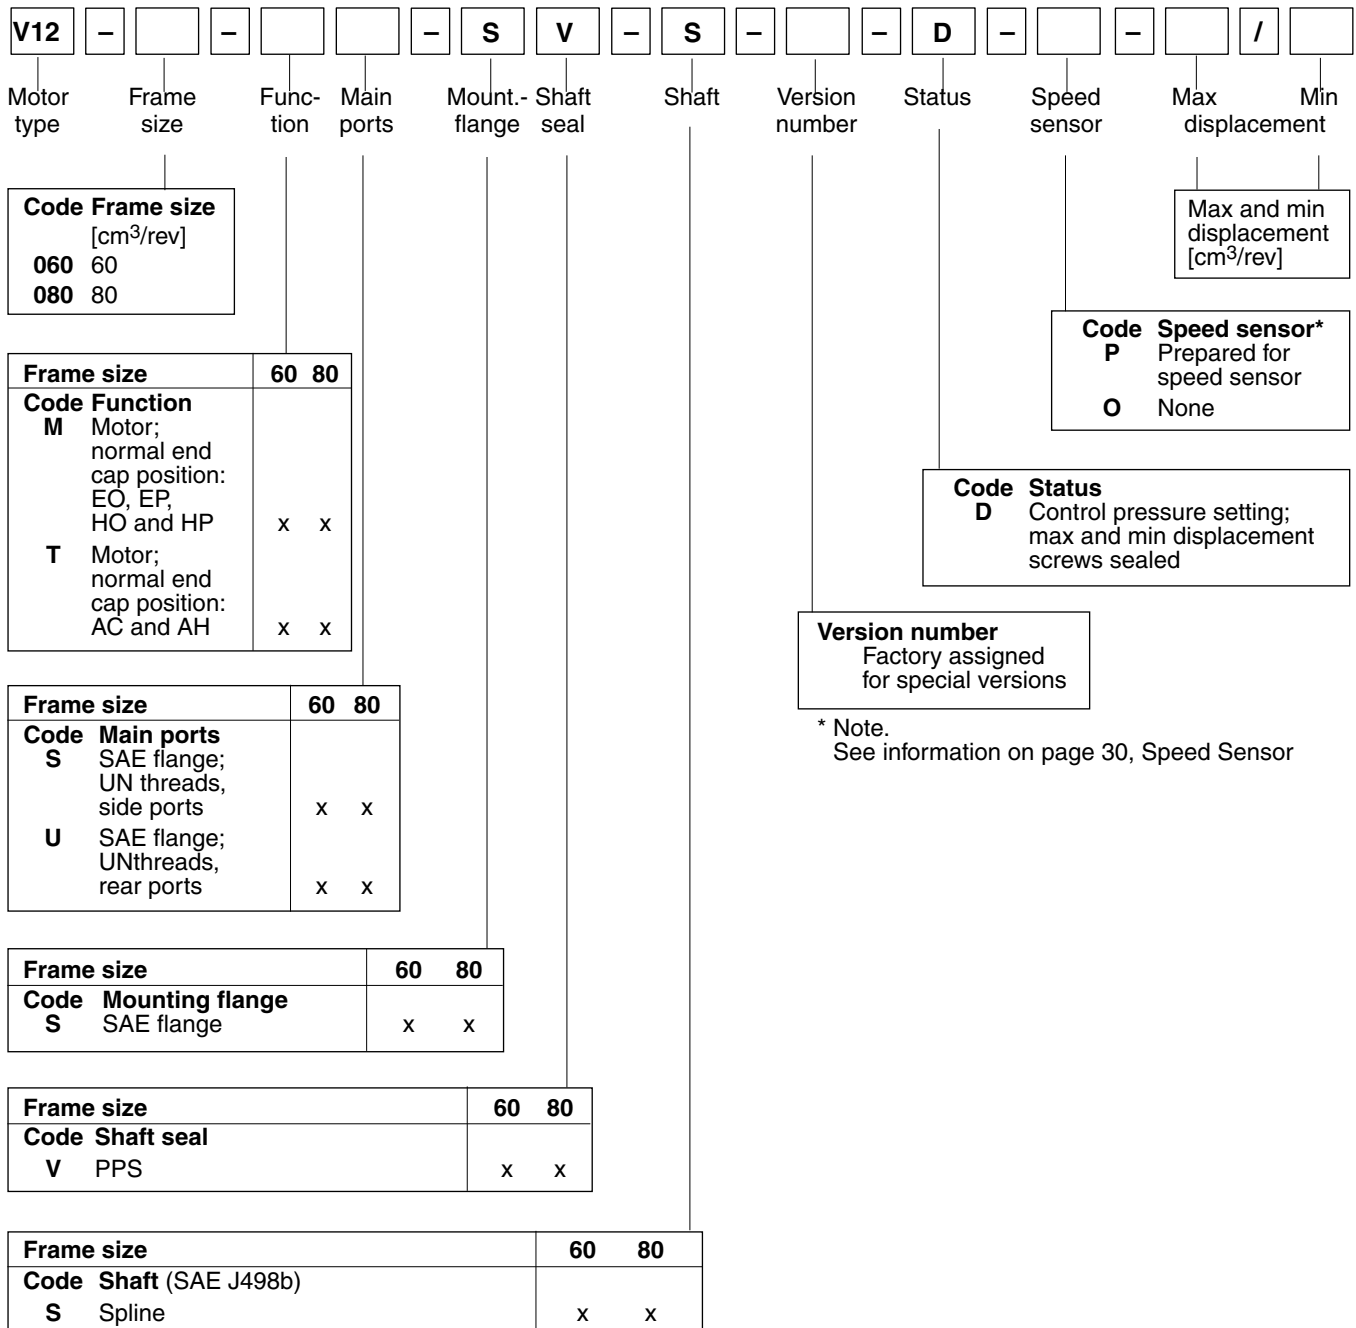 V12 – – – S V – S – – D – – /
Motor type
Frame size
Func- tion
Main ports
Mount.- flange
Shaft seal
Shaft
Version number
Status
Speed sensor
Max Min
displacement
Code Frame size
[cm3/rev]
060 60
080 80
Max and min
displacement
[cm3/rev]
Code Speed sensor*
P Prepared for
speed sensor
O None
Frame size 60 80
Code Function
M Motor;
normal end
cap position:
EO, EP,
HO and HP x x
T Motor;
normal end
cap position:
AC and AH x x
Code Status
D Control pressure setting;
max and min displacement
screws sealed
Version number
Factory assigned
for special versions
* Note.
See information on page 30, Speed Sensor
Frame size 60 80
Code Main ports
S SAE flange;
UN threads,
side ports x x
U SAE flange;
UNthreads,
rear ports x x
Frame size 60 80
Code Mounting flange
S SAE flange x x
Frame size 60 80
Code Shaft seal
V PPS x x
Frame size 60 80
Code Shaft (SAE J498b)
S Spline x x